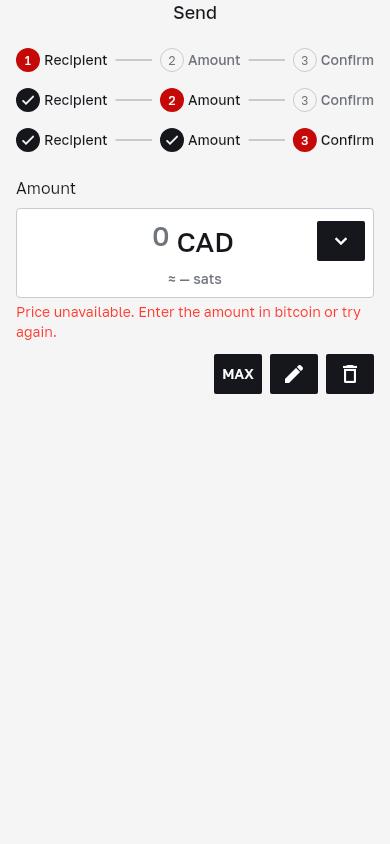 Send
1 Recipient 2 Amount 3 Confirm
Recipient 2 Amount 3 Confirm
Recipient Amount 3 Confirm
Amount
0 CAD
≈ — sats
Price unavailable. Enter the amount in bitcoin or try
again.
MAX